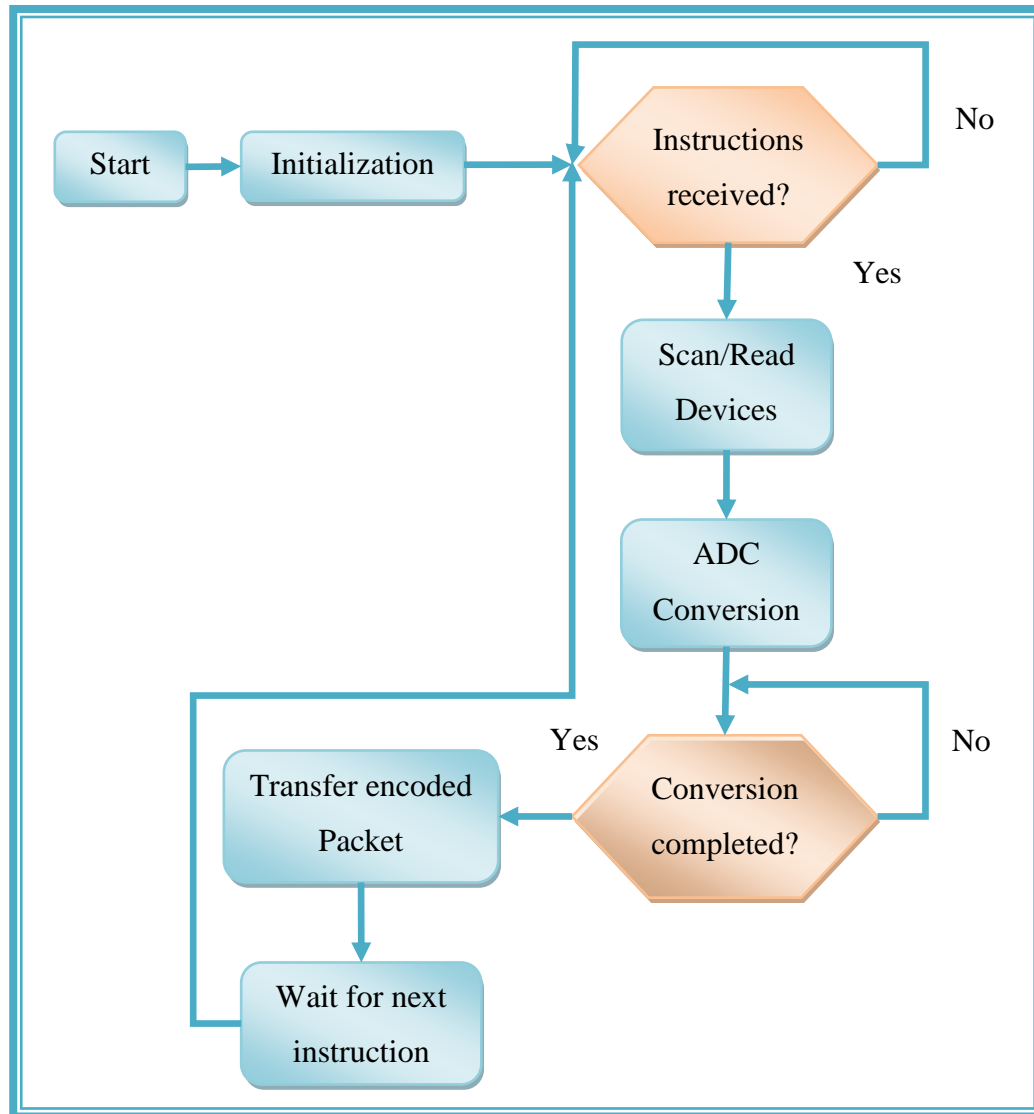 Start
Initialization
Instructions
received?
No
Yes
Scan/Read
Devices
ADC
Conversion
Conversion
completed?
No
Yes
Transfer encoded
Packet
Wait for next
instruction